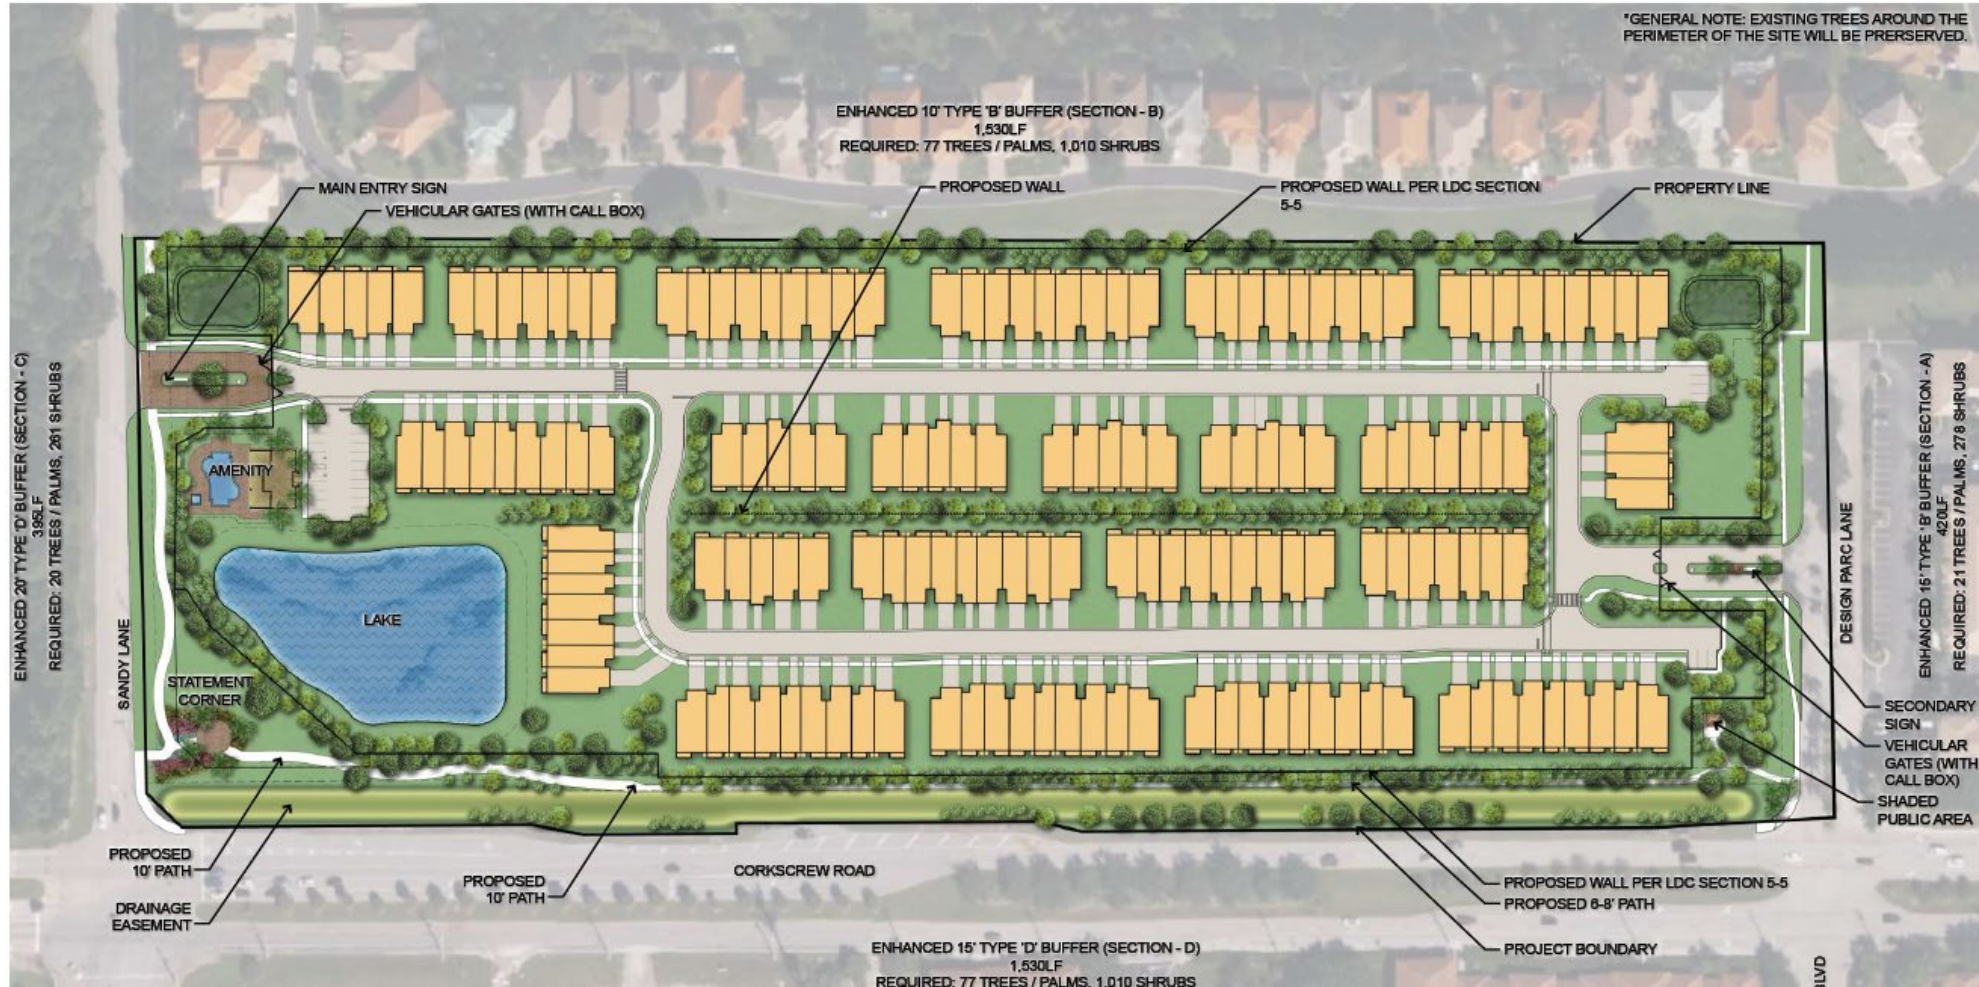 *GENERAL NOTE: EXISTING TREES AROUND THE
PERIMETER OF THE SITE WILL BE PRERSERVED.
ENHANCED 10' TYPE 'B' BUFFER (SECTION - B)
1,530LF
REQUIRED: 77 TREES / PALMS, 1,010 SHRUBS
MAIN ENTRY SIGN
VEHICULAR GATES (WITH CALL BOX)
PROPOSED WALL
PROPOSED WALL PER LDC SECTION
5-5
PROPERTY LINE
ENHANCED 20' TYPE 'D' BUFFER (SECTION - C)
395LF
REQUIRED: 20 TREES / PALMS, 261 SHRUBS
SANDY LANE
AMENITY
LAKE
STATEMENT
CORNER
DESIGN PARC LANE
ENHANCED 15' TYPE 'B' BUFFER (SECTION - A)
420LF
REQUIRED: 21 TREES / PALMS, 278 SHRUBS
SECONDARY
SIGN
VEHICULAR
GATES (WITH
CALL BOX)
SHADED
PUBLIC AREA
PROPOSED
10' PATH
DRAINAGE
EASEMENT
PROPOSED
10' PATH
CORKSCREW ROAD
PROPOSED WALL PER LDC SECTION 5-5
PROPOSED 6-8' PATH
PROJECT BOUNDARY
ENHANCED 15' TYPE 'D' BUFFER (SECTION - D)
1,530LF
REQUIRED: 77 TREES / PALMS, 1,010 SHRUBS
BLVD